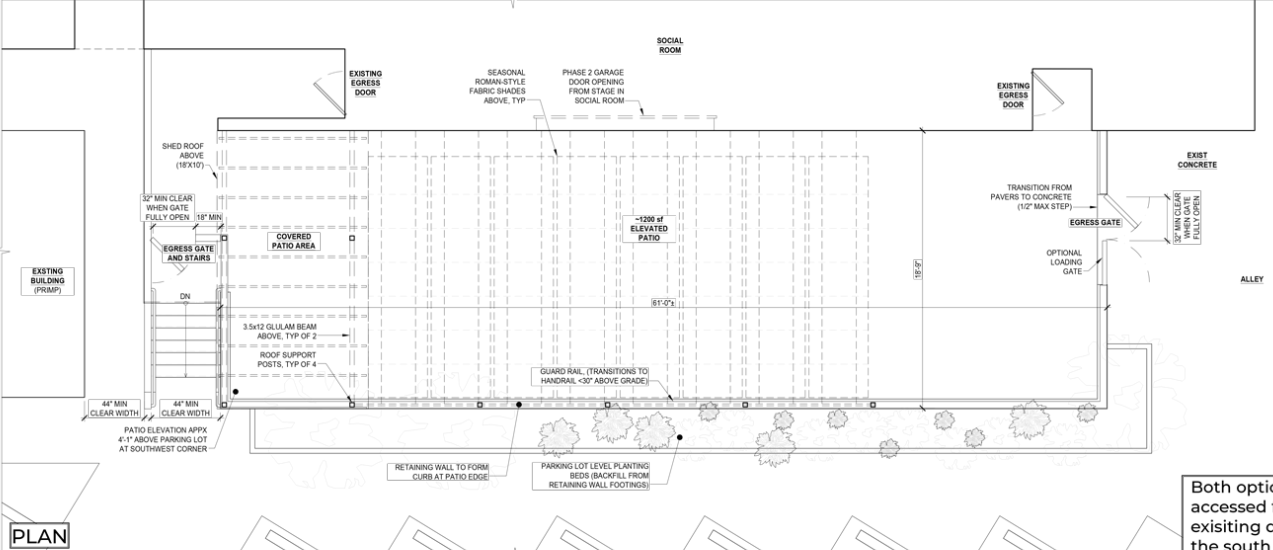 SOCIAL
ROOM
EXISTING
EGRESS
DOOR
SEASONAL
ROMAN-STYLE
FABRIC SHADES
ABOVE, TYP
PHASE 2 GARAGE
DOOR OPENING
FROM STAGE IN
SOCIAL ROOM
EXISTING
EGRESS
DOOR
SHED ROOF
ABOVE
(18'X10')
EXIST
CONCRETE
TRANSITION FROM
PAVERS TO CONCRETE
(1/2" MAX STEP)
32" MIN CLEAR
WHEN GATE
FULLY OPEN
18" MIN
EGRESS GATE
32" MIN CLEAR
WHEN GATE
FULLY OPEN
~1200 sf
ELEVATED
PATIO
COVERED
PATIO AREA
EGRESS GATE
AND STAIRS
OPTIONAL
LOADING
GATE
18'-9"
EXISTING
BUILDING
(PRIMP)
ALLEY
DN
61'-0"±
3.5x12 GLULAM BEAM
ABOVE, TYP OF 2
ROOF SUPPORT
POSTS, TYP OF 4
GUARD RAIL, (TRANSITIONS TO
HANDRAIL <30" ABOVE GRADE)
44" MIN
CLEAR WIDTH
44" MIN
CLEAR WIDTH
PATIO ELEVATION APPX
4'-1" ABOVE PARKING LOT
AT SOUTHWEST CORNER
RETAINING WALL TO FORM
CURB AT PATIO EDGE
PARKING LOT LEVEL PLANTING
BEDS (BACKFILL FROM
RETAINING WALL FOOTINGS)
PLAN
Both optio
accessed
exisiting
the south